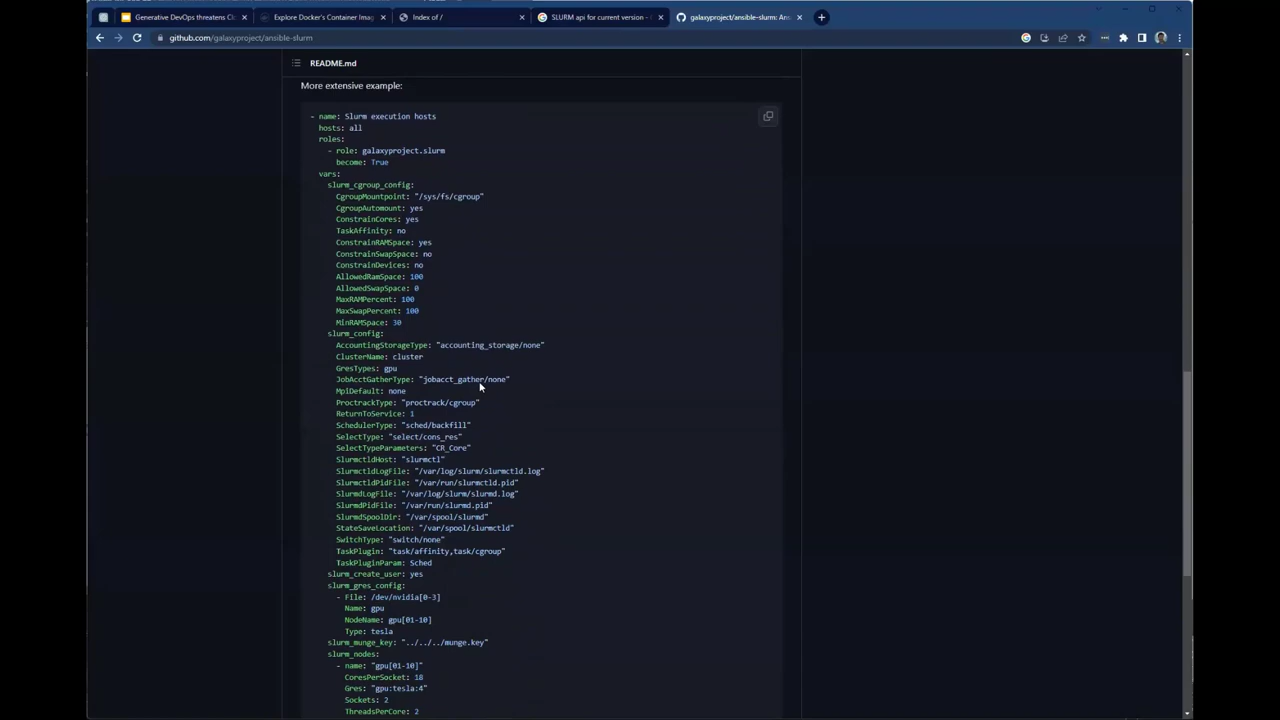 Generative DevOps threatens Cl
Explore Docker's Container Imag
Index of /
SLURM api for current version -
galaxyproject/ansible-slurm: Ans
github.com/galaxyproject/ansible-slurm
README.md
More extensive example:
- name: Slurm execution hosts
hosts: all
roles:
- role: galaxyproject.slurm
become: True
vars:
slurm_cgroup_config:
CgroupMountpoint: "/sys/fs/cgroup"
CgroupAutomount: yes
ConstrainCores: yes
TaskAffinity: no
ConstrainRAMSpace: yes
ConstrainSwapSpace: no
ConstrainDevices: no
AllowedRamSpace: 100
AllowedSwapSpace: 0
MaxRAMPercent: 100
MaxSwapPercent: 100
MinRAMSpace: 30
slurm_config:
AccountingStorageType: "accounting_storage/none"
ClusterName: cluster
GresTypes: gpu
JobAcctGatherType: "jobacct_gather/none"
MpiDefault: none
ProctrackType: "proctrack/cgroup"
ReturnToService: 1
SchedulerType: "sched/backfill"
SelectType: "select/cons_res"
SelectTypeParameters: "CR_Core"
SlurmctldHost: "slurmctl"
SlurmctldLogFile: "/var/log/slurm/slurmctld.log"
SlurmctldPidFile: "/var/run/slurmctld.pid"
SlurmdLogFile: "/var/log/slurm/slurmd.log"
SlurmdPidFile: "/var/run/slurmd.pid"
SlurmdSpoolDir: "/var/spool/slurmd"
StateSaveLocation: "/var/spool/slurmctld"
SwitchType: "switch/none"
TaskPlugin: "task/affinity,task/cgroup"
TaskPluginParam: Sched
slurm_create_user: yes
slurm_gres_config:
- File: /dev/nvidia[0-3]
Name: gpu
NodeName: gpu[01-10]
Type: tesla
slurm_munge_key: "../../../munge.key"
slurm_nodes:
- name: "gpu[01-10]"
CoresPerSocket: 18
Gres: "gpu:tesla:4"
Sockets: 2
ThreadsPerCore: 2